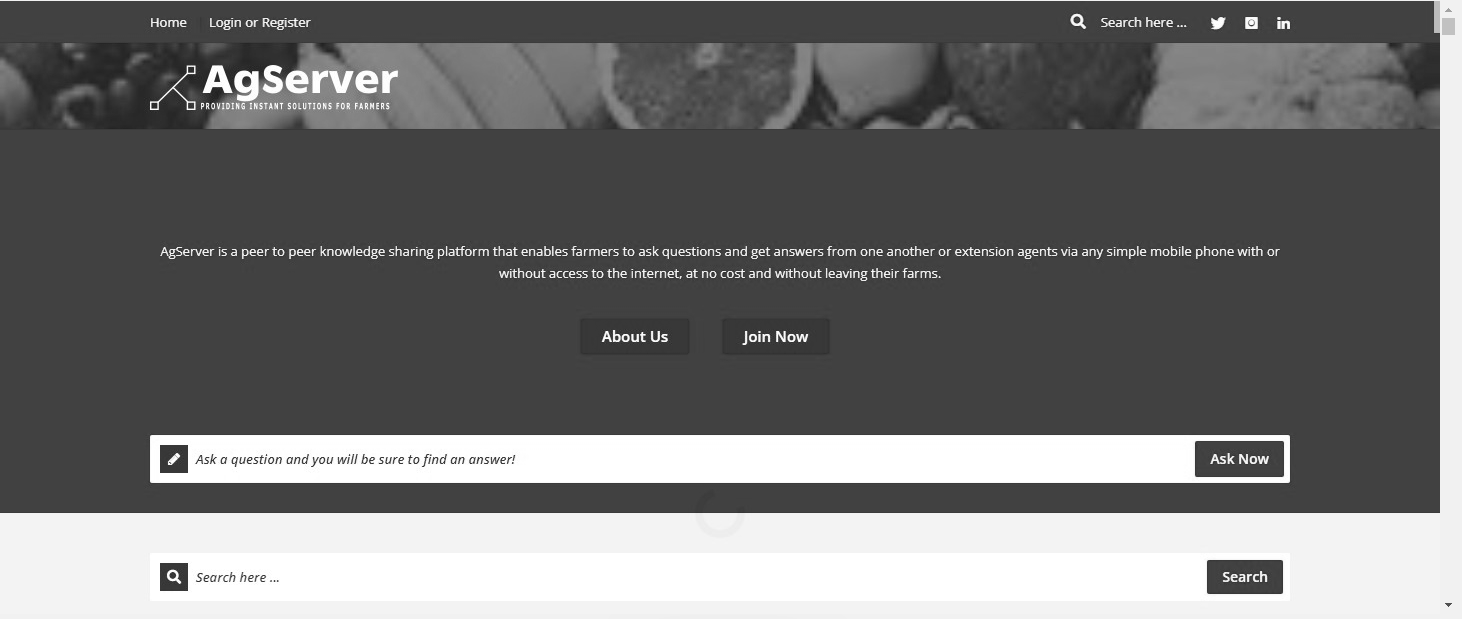 Home Login or Register Search here ...
AgServer
PROVIDING INSTANT SOLUTIONS FOR FARMERS
AgServer is a peer to peer knowledge sharing platform that enables farmers to ask questions and get answers from one another or extension agents via any simple mobile phone with or
without access to the internet, at no cost and without leaving their farms.
About Us Join Now
Ask a question and you will be sure to find an answer! Ask Now
Search here ... Search